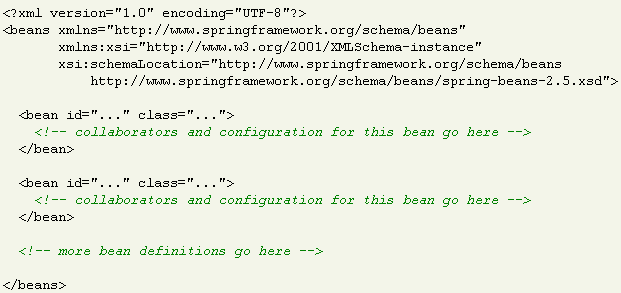 <?xml version="1.0" encoding="UTF-8"?>
<beans xmlns="http://www.springframework.org/schema/beans"
xmlns:xsi="http://www.w3.org/2001/XMLSchema-instance"
xsi:schemaLocation="http://www.springframework.org/schema/beans
http://www.springframework.org/schema/beans/spring-beans-2.5.xsd">
<bean id="..." class="...">
<!-- collaborators and configuration for this bean go here -->
</bean>
<bean id="..." class="...">
<!-- collaborators and configuration for this bean go here -->
</bean>
<!-- more bean definitions go here -->
</beans>